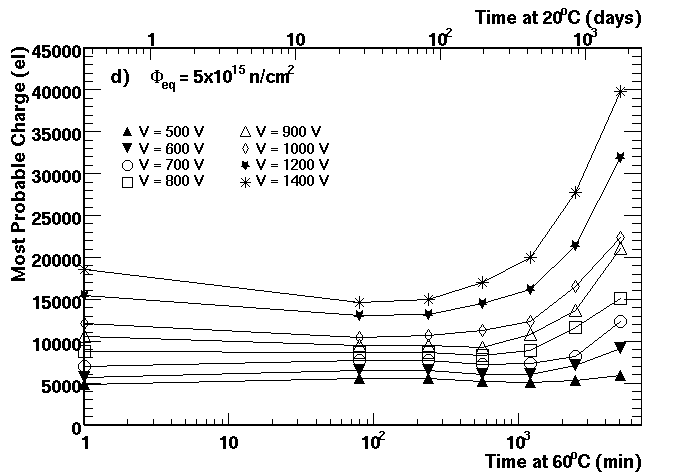 Time at 20⁰C (days)
1 10 10² 10³
Most Probable Charge (el)
45000
40000
35000
30000
25000
20000
15000
10000
5000
0
d) Φeq = 5x10¹⁵ n/cm²
V = 500 V V = 900 V
V = 600 V V = 1000 V
V = 700 V V = 1200 V
V = 800 V V = 1400 V
1 10 10² 10³
Time at 60⁰C (min)